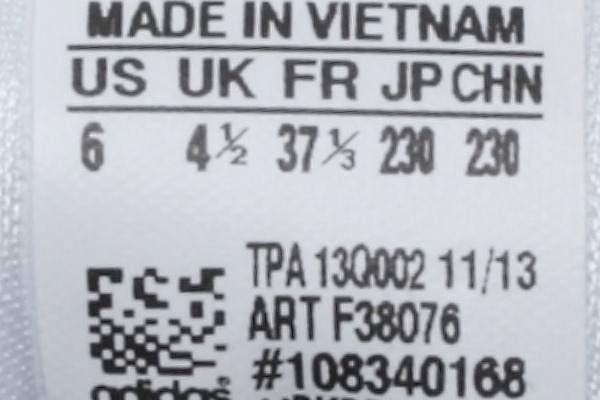 MADE IN VIETNAM
US UK FR JP CHN
6 4½ 37⅓ 230 230
TPA 13Q002 11/13
ART F38076
#108340168
adidas